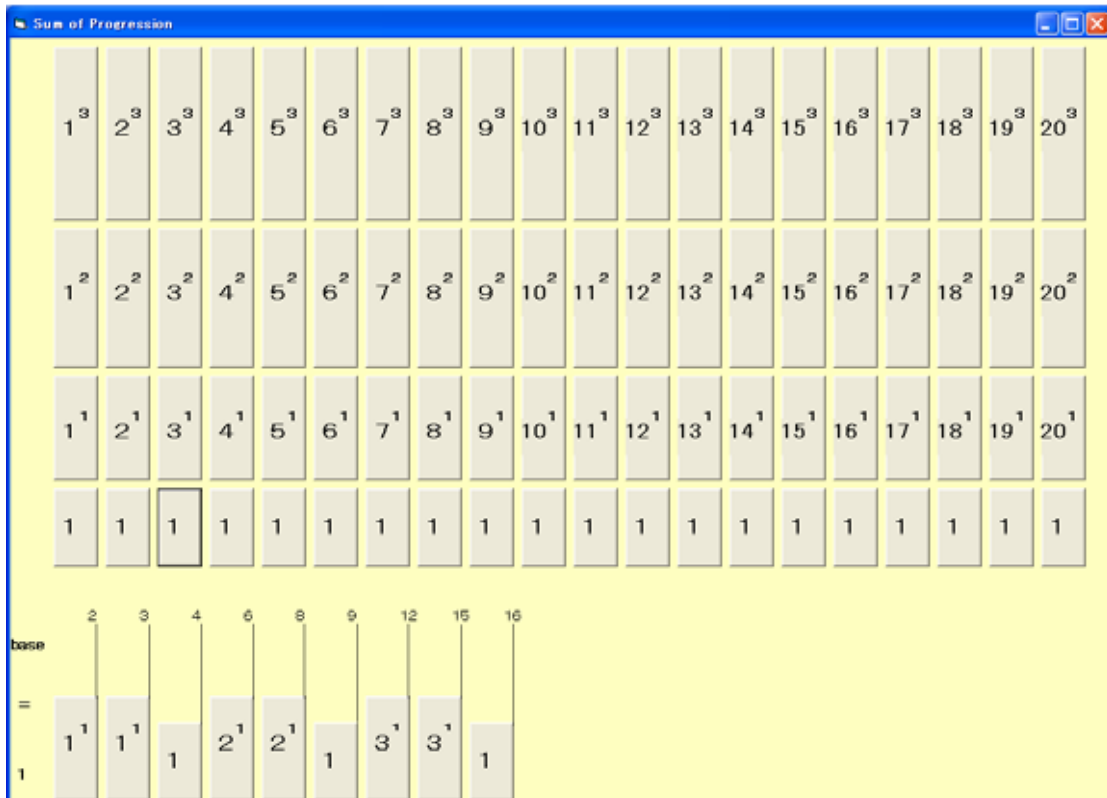 Sum of Progression
1³ 2³ 3³ 4³ 5³ 6³ 7³ 8³ 9³ 10³ 11³ 12³ 13³ 14³ 15³ 16³ 17³ 18³ 19³ 20³
1² 2² 3² 4² 5² 6² 7² 8² 9² 10² 11² 12² 13² 14² 15² 16² 17² 18² 19² 20²
1¹ 2¹ 3¹ 4¹ 5¹ 6¹ 7¹ 8¹ 9¹ 10¹ 11¹ 12¹ 13¹ 14¹ 15¹ 16¹ 17¹ 18¹ 19¹ 20¹
1 1 1 1 1 1 1 1 1 1 1 1 1 1 1 1 1 1 1 1
2 3 4 6 8 9 12 15 16
base
=
1¹ 1¹ 1 2¹ 2¹ 1 3¹ 3¹ 1
1